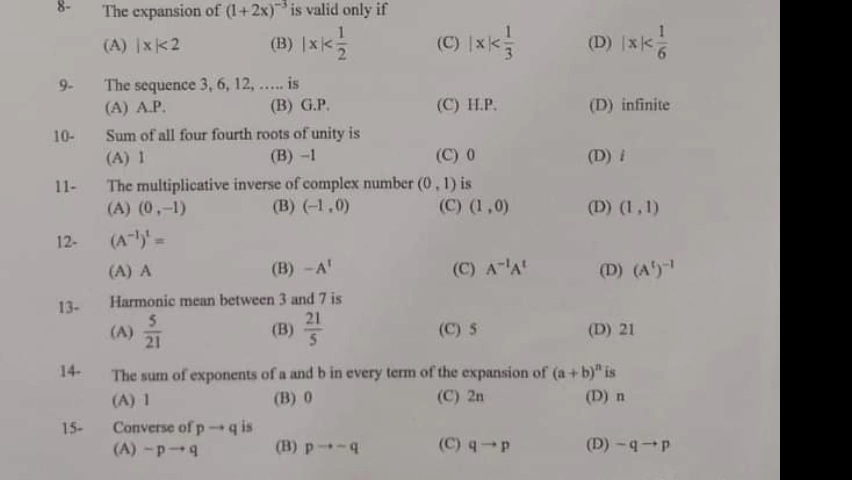 8- The expansion of (1+2x)⁻³ is valid only if
(A) |x|<2 (B) |x|<1/2 (C) |x|<1/3 (D) |x|<1/6
9- The sequence 3, 6, 12, ..... is
(A) A.P. (B) G.P. (C) H.P. (D) infinite
10- Sum of all four fourth roots of unity is
(A) 1 (B) –1 (C) 0 (D) i
11- The multiplicative inverse of complex number (0 , 1) is
(A) (0 ,–1) (B) (–1 ,0) (C) (1 ,0) (D) (1 , 1)
12- (A⁻¹)ᵗ =
(A) A (B) – Aᵗ (C) A⁻¹Aᵗ (D) (Aᵗ)⁻¹
13- Harmonic mean between 3 and 7 is
(A) 5/21 (B) 21/5 (C) 5 (D) 21
14- The sum of exponents of a and b in every term of the expansion of (a + b)ⁿ is
(A) 1 (B) 0 (C) 2n (D) n
15- Converse of p → q is
(A) ~p → q (B) p → ~q (C) q → p (D) ~q → p